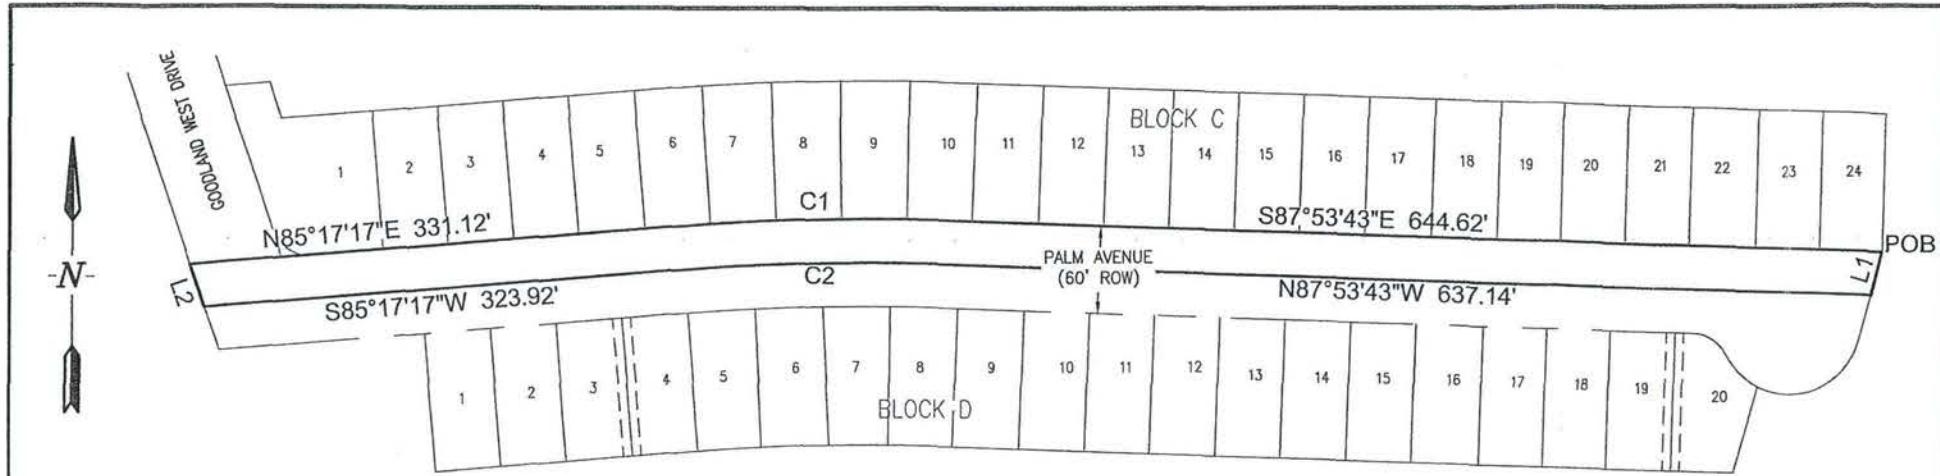 GOODLAND WEST DRIVE
1
2
3
4
5
6
7
8
9
10
11
12
BLOCK C
13
14
15
16
17
18
19
20
21
22
23
24
N85°17'17"E 331.12'
C1
S87°53'43"E 644.62'
POB
-N-
L2
S85°17'17"W 323.92'
C2
PALM AVENUE
(60' ROW)
N87°53'43"W 637.14'
L1
1
2
3
4
5
6
7
8
9
10
11
12
13
14
15
16
17
18
19
20
BLOCK D